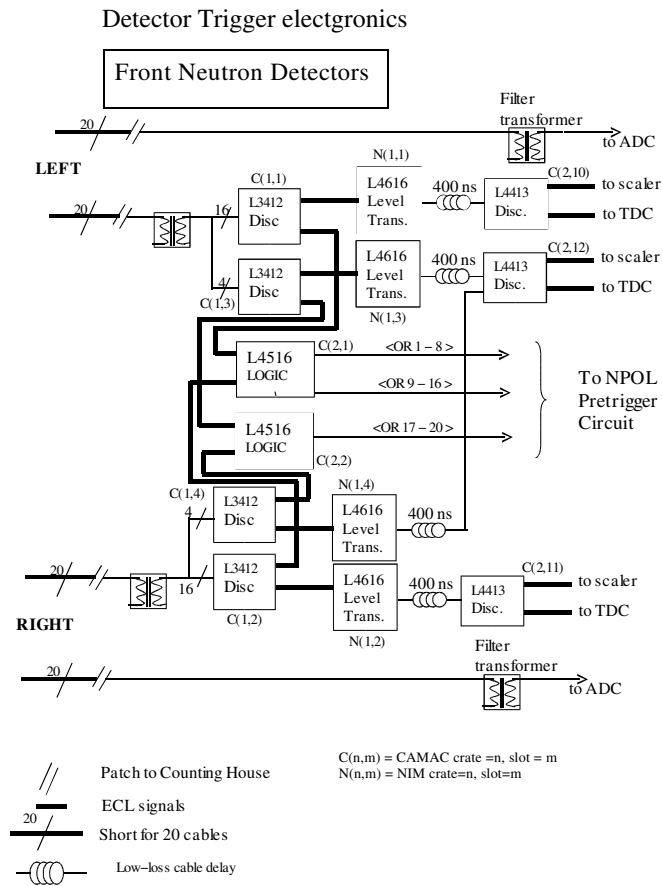 Detector Trigger electgronics
Front Neutron Detectors
Filter
transformer
20
to ADC
LEFT
N(1,1)
C(1,1)
L4616
Level
Trans.
400 ns
C(2,10)
L4413
Disc.
to scaler
to TDC
20
16
L3412
Disc
L4616
Level
Trans.
400 ns
C(2,12)
L4413
Disc.
to scaler
to TDC
4
C(1,3)
L3412
Disc
N(1,3)
C(2,1)
L4516
LOGIC
<OR 1 – 8 >
<OR 9 – 16 >
To NPOL
Pretrigger
Circuit
L4516
LOGIC
<OR 17 – 20 >
C(2,2)
C(1,4)
4
L3412
Disc
N(1,4)
L4616
Level
Trans.
400 ns
20
16
L3412
Disc
C(1,2)
L4616
Level
Trans.
N(1,2)
400 ns
L4413
Disc.
C(2,11)
to scaler
to TDC
RIGHT
Filter
transformer
20
to ADC
C(n,m) = CAMAC crate =n, slot = m
N(n,m) = NIM crate=n, slot=m
Patch to Counting House
ECL signals
20
Short for 20 cables
Low–loss cable delay